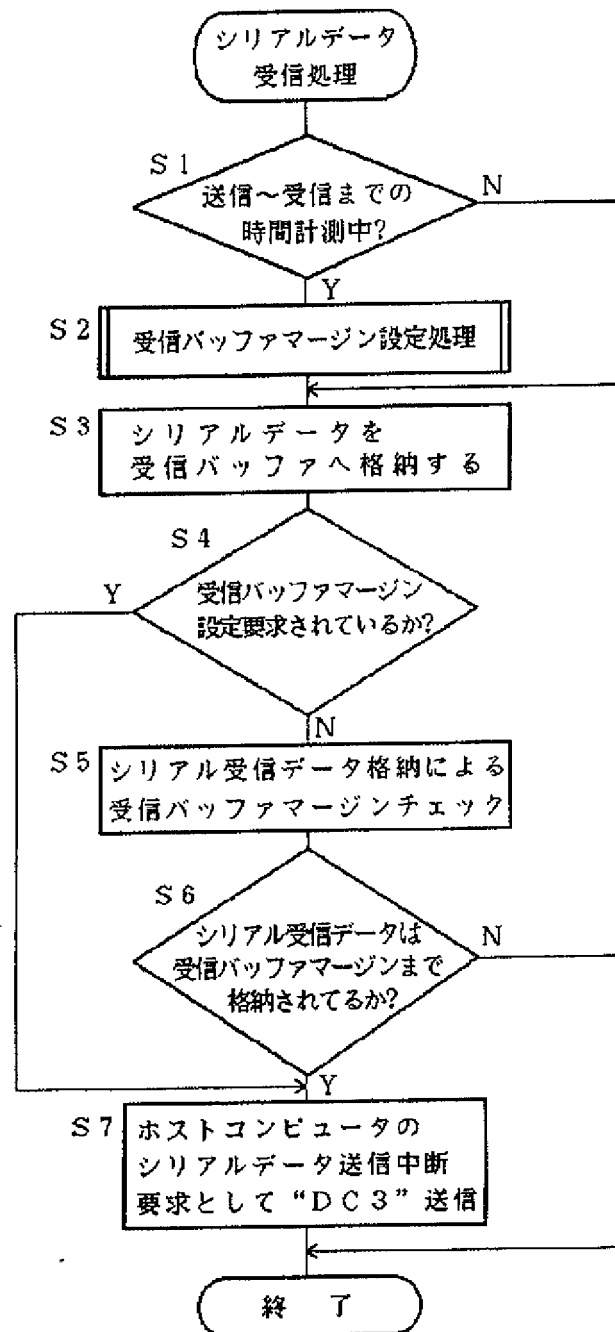 シリアルデータ
受信処理
S1
送信～受信までの
時間計測中?
N
Y
S2
受信バッファマージン設定処理
S3
シリアルデータを
受信バッファへ格納する
S4
Y
受信バッファマージン
設定要求されているか?
N
S5
シリアル受信データ格納による
受信バッファマージンチェック
S6
シリアル受信データは
受信バッファマージンまで
格納されてるか?
N
Y
S7
ホストコンピュータの
シリアルデータ送信中断
要求として“DC3”送信
終 了